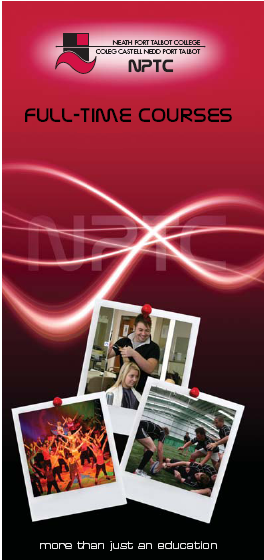 NEATH PORT TALBOT COLLEGE
COLEG CASTELL NEDD PORT TALBOT
NPTC
FULL-TIME COURSES
NPTC
more than just an education